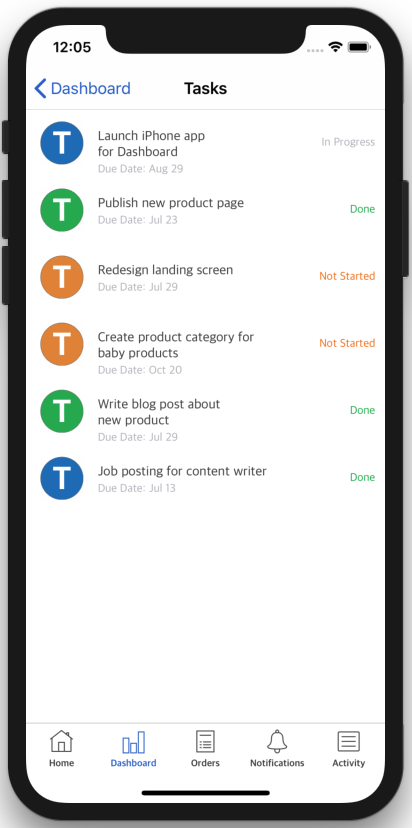 12:05
Dashboard Tasks
T
Launch iPhone app
for Dashboard
Due Date: Aug 29
In Progress
T
Publish new product page
Due Date: Jul 23
Done
T
Redesign landing screen
Due Date: Jul 29
Not Started
T
Create product category for
baby products
Due Date: Oct 20
Not Started
T
Write blog post about
new product
Due Date: Jul 29
Done
T
Job posting for content writer
Due Date: Jul 13
Done
Home Dashboard Orders Notifications Activity